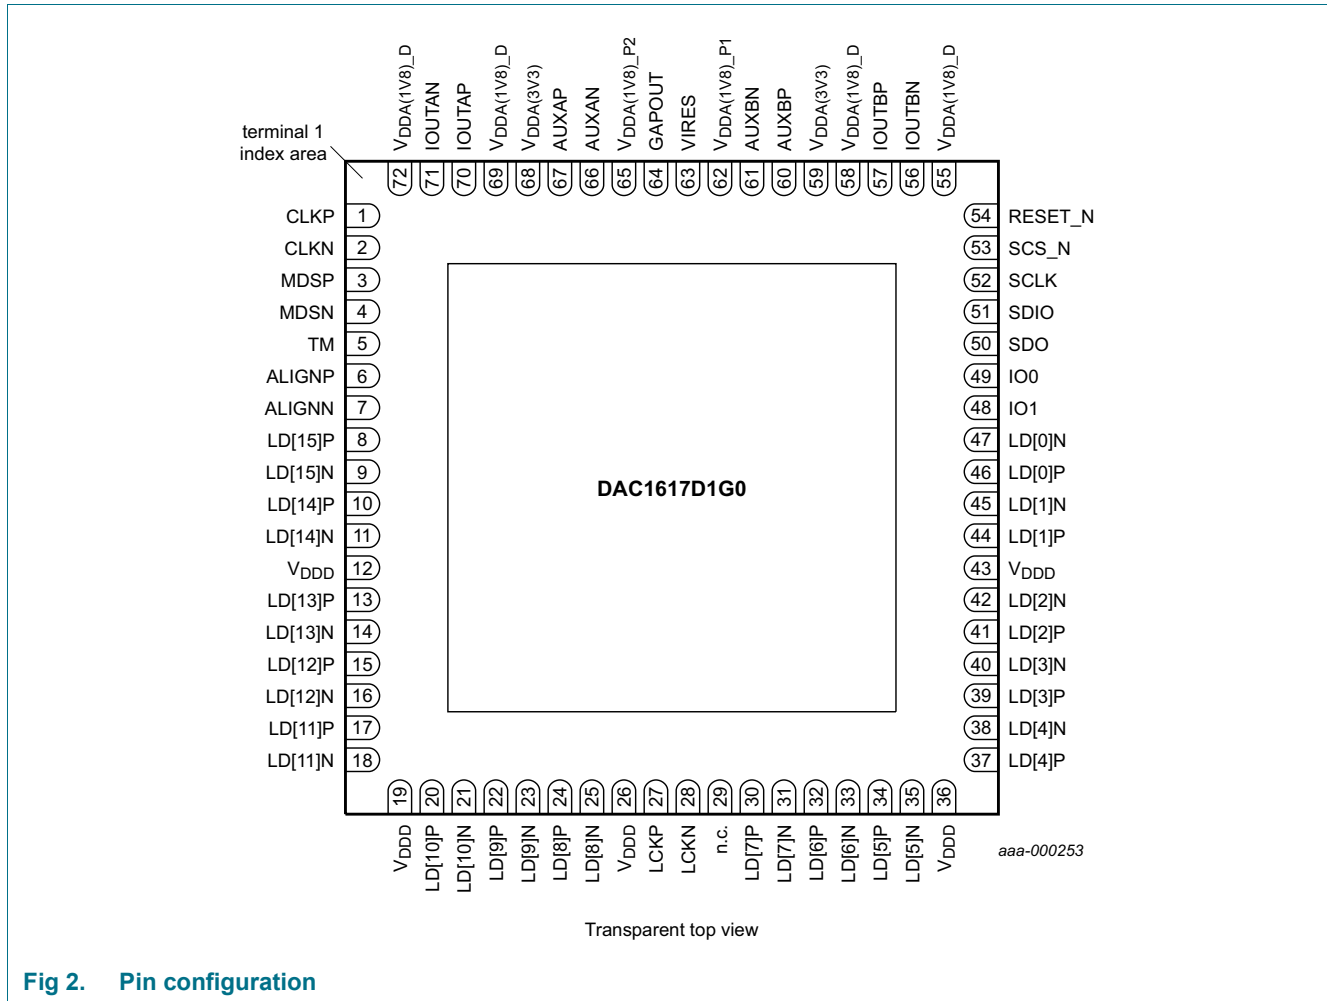 VDDA(1V8)_D
IOUTAN
IOUTAP
VDDA(1V8)_D
VDDA(3V3)
AUXAP
AUXAN
VDDA(1V8)_P2
GAPOUT
VIRES
VDDA(1V8)_P1
AUXBN
AUXBP
VDDA(3V3)
VDDA(1V8)_D
IOUTBP
IOUTBN
VDDA(1V8)_D
terminal 1
index area
72 71 70 69 68 67 66 65 64 63 62 61 60 59 58 57 56 55
CLKP 1
CLKN 2
MDSP 3
MDSN 4
TM 5
ALIGNP 6
ALIGNN 7
LD[15]P 8
LD[15]N 9
LD[14]P 10
LD[14]N 11
VDDD 12
LD[13]P 13
LD[13]N 14
LD[12]P 15
LD[12]N 16
LD[11]P 17
LD[11]N 18
DAC1617D1G0
54 RESET_N
53 SCS_N
52 SCLK
51 SDIO
50 SDO
49 IO0
48 IO1
47 LD[0]N
46 LD[0]P
45 LD[1]N
44 LD[1]P
43 VDDD
42 LD[2]N
41 LD[2]P
40 LD[3]N
39 LD[3]P
38 LD[4]N
37 LD[4]P
19 20 21 22 23 24 25 26 27 28 29 30 31 32 33 34 35 36
VDDD
LD[10]P
LD[10]N
LD[9]P
LD[9]N
LD[8]P
LD[8]N
VDDD
LCKP
LCKN
n.c.
LD[7]P
LD[7]N
LD[6]P
LD[6]N
LD[5]P
LD[5]N
VDDD
aaa-000253
Transparent top view
Fig 2. Pin configuration